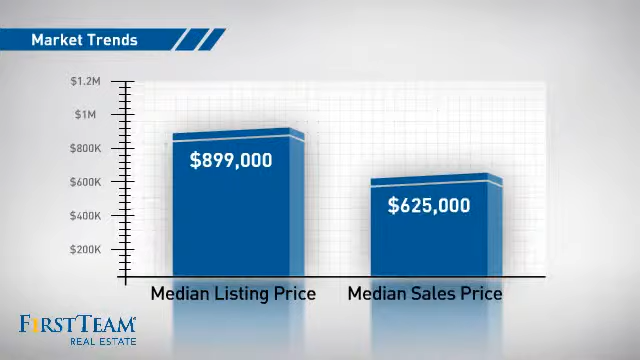 Market Trends
$1.2M
$1M
$800K
$600K
$400K
$200K
$899,000
$625,000
Median Listing Price
Median Sales Price
FIRSTTEAM®
REAL ESTATE